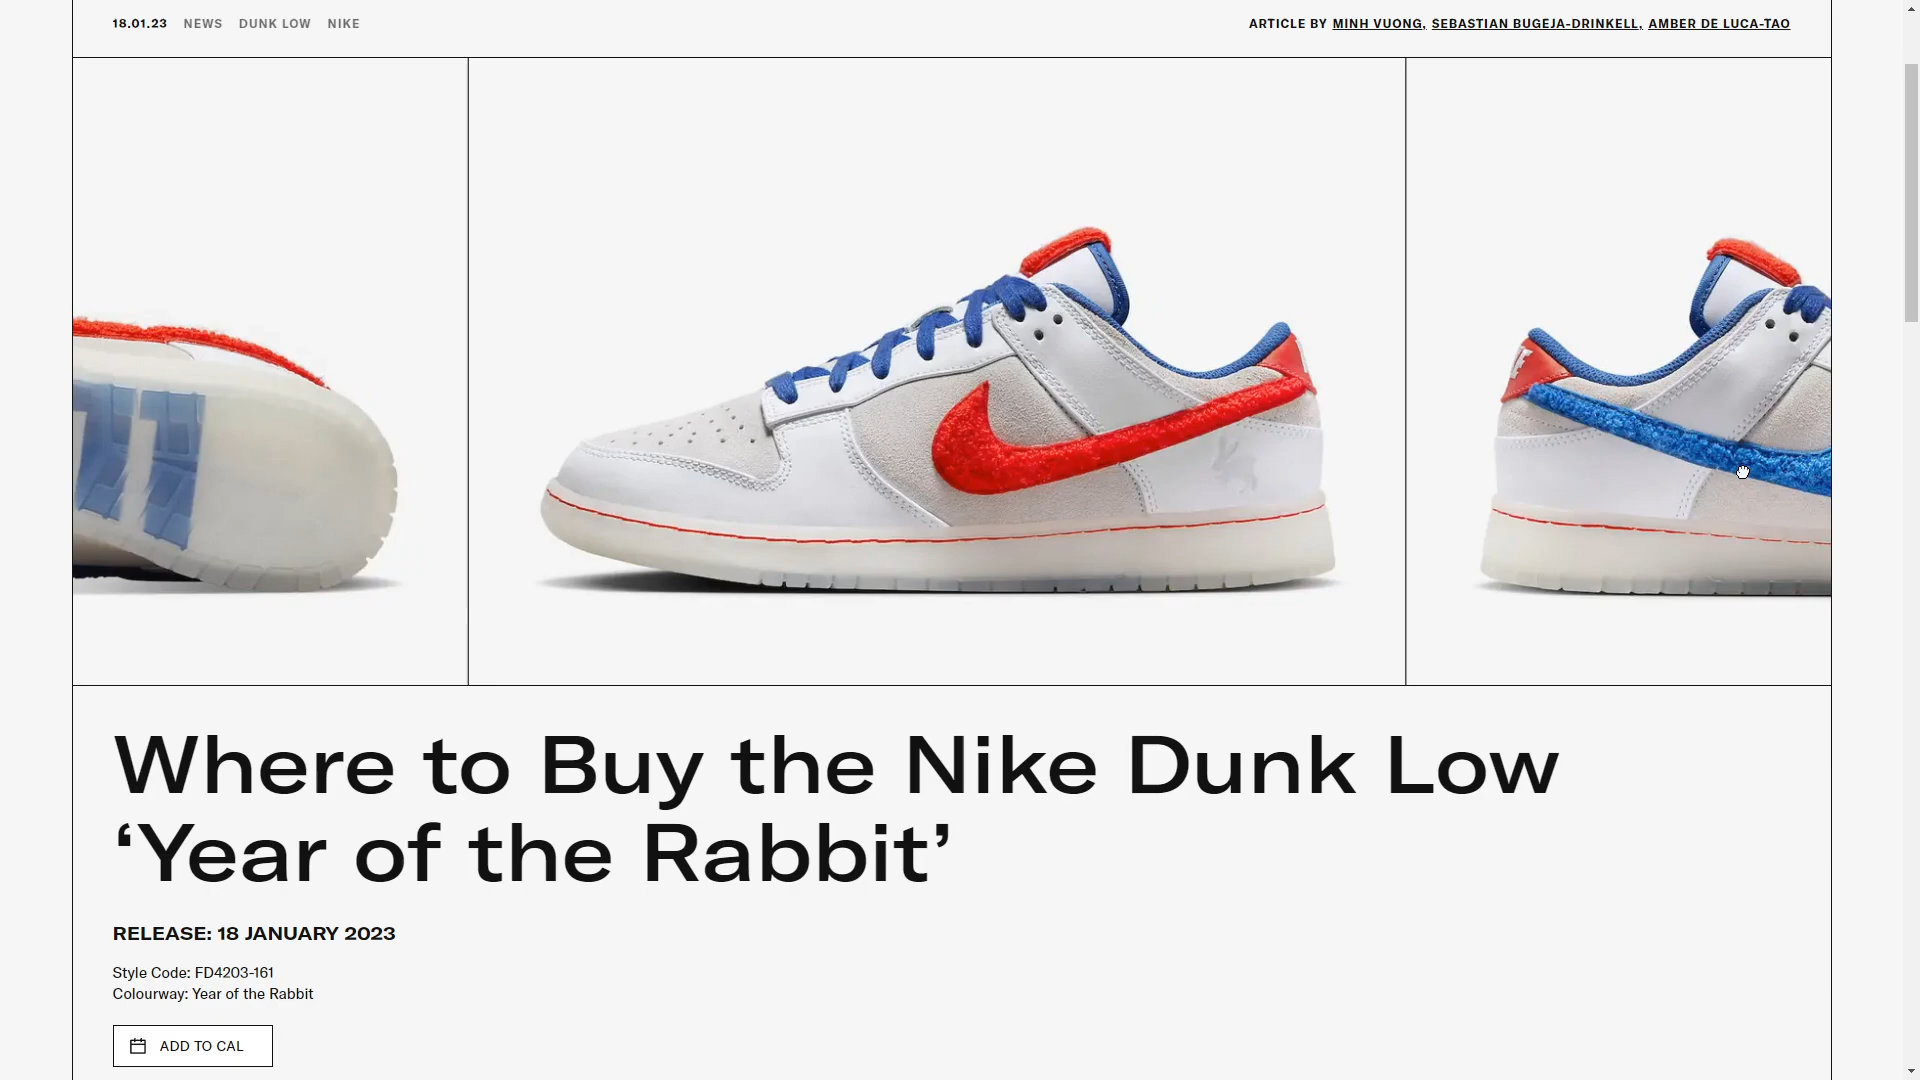 18.01.23 NEWS DUNK LOW NIKE
ARTICLE BY MINH VUONG, SEBASTIAN BUGEJA-DRINKELL, AMBER DE LUCA-TAO
Where to Buy the Nike Dunk Low
‘Year of the Rabbit’
RELEASE: 18 JANUARY 2023
Style Code: FD4203-161
Colourway: Year of the Rabbit
ADD TO CAL